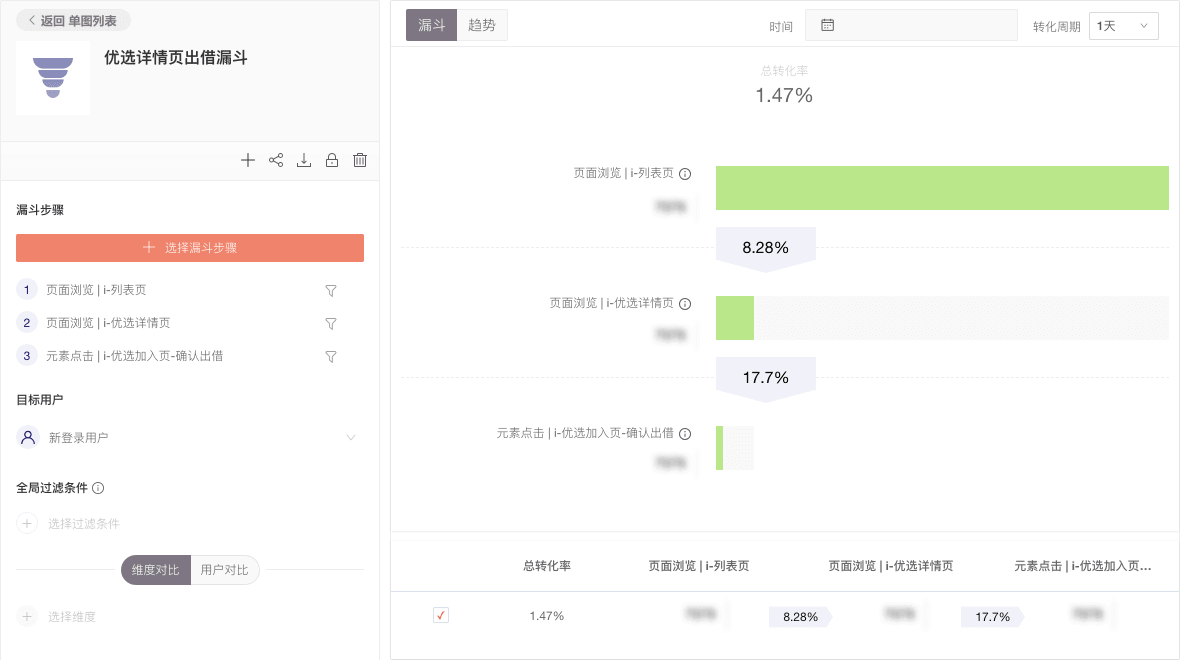 返回 单图列表
优选详情页出借漏斗
漏斗步骤
选择漏斗步骤
1 页面浏览 | i-列表页
2 页面浏览 | i-优选详情页
3 元素点击 | i-优选加入页-确认出借
目标用户
新登录用户
全局过滤条件
选择过滤条件
维度对比 用户对比
选择维度
漏斗 趋势 时间 转化周期 1天
总转化率
1.47%
页面浏览 | i-列表页
8.28%
页面浏览 | i-优选详情页
17.7%
元素点击 | i-优选加入页-确认出借
总转化率 页面浏览 | i-列表页 页面浏览 | i-优选详情页 元素点击 | i-优选加入页...
1.47% 8.28% 17.7%